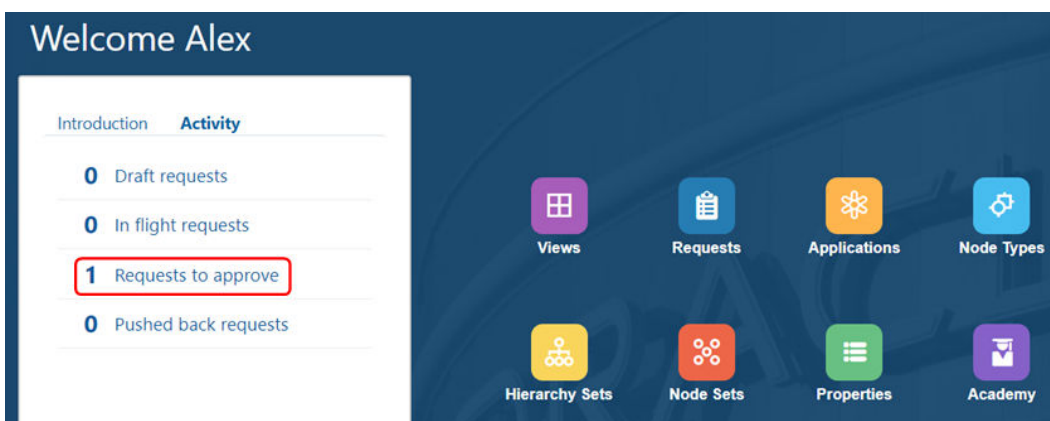 Welcome Alex
Introduction Activity
0 Draft requests
0 In flight requests
1 Requests to approve
0 Pushed back requests
Views Requests Applications Node Types
Hierarchy Sets Node Sets Properties Academy